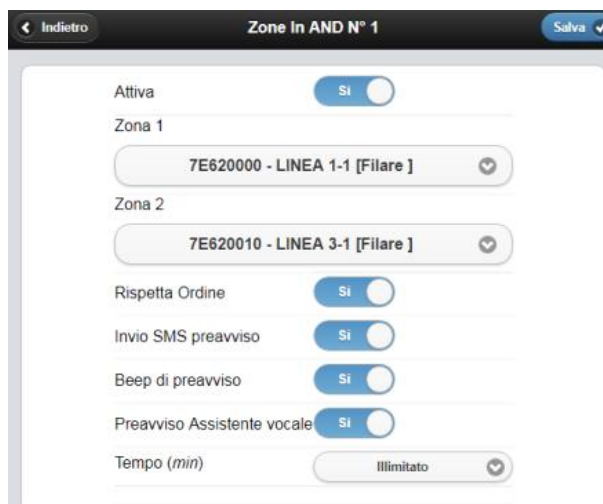 Indietro
Zone In AND N° 1
Salva
Attiva
Si
Zona 1
7E620000 - LINEA 1-1 [Filare ]
Zona 2
7E620010 - LINEA 3-1 [Filare ]
Rispetta Ordine
Si
Invio SMS preavviso
Si
Beep di preavviso
Si
Preavviso Assistente vocale
Si
Tempo (min)
Illimitato